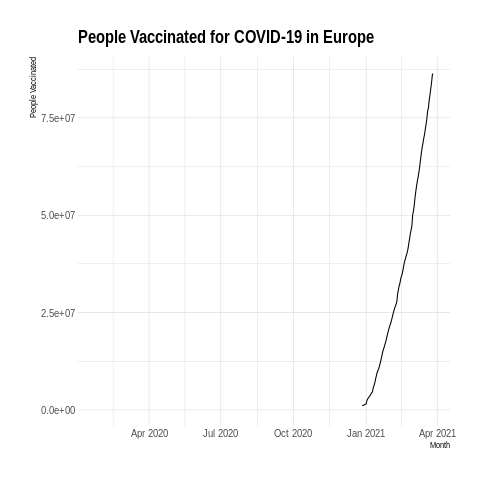 People Vaccinated for COVID-19 in Europe
People Vaccinated
7.5e+07
5.0e+07
2.5e+07
0.0e+00
Apr 2020 Jul 2020 Oct 2020 Jan 2021 Apr 2021
Month